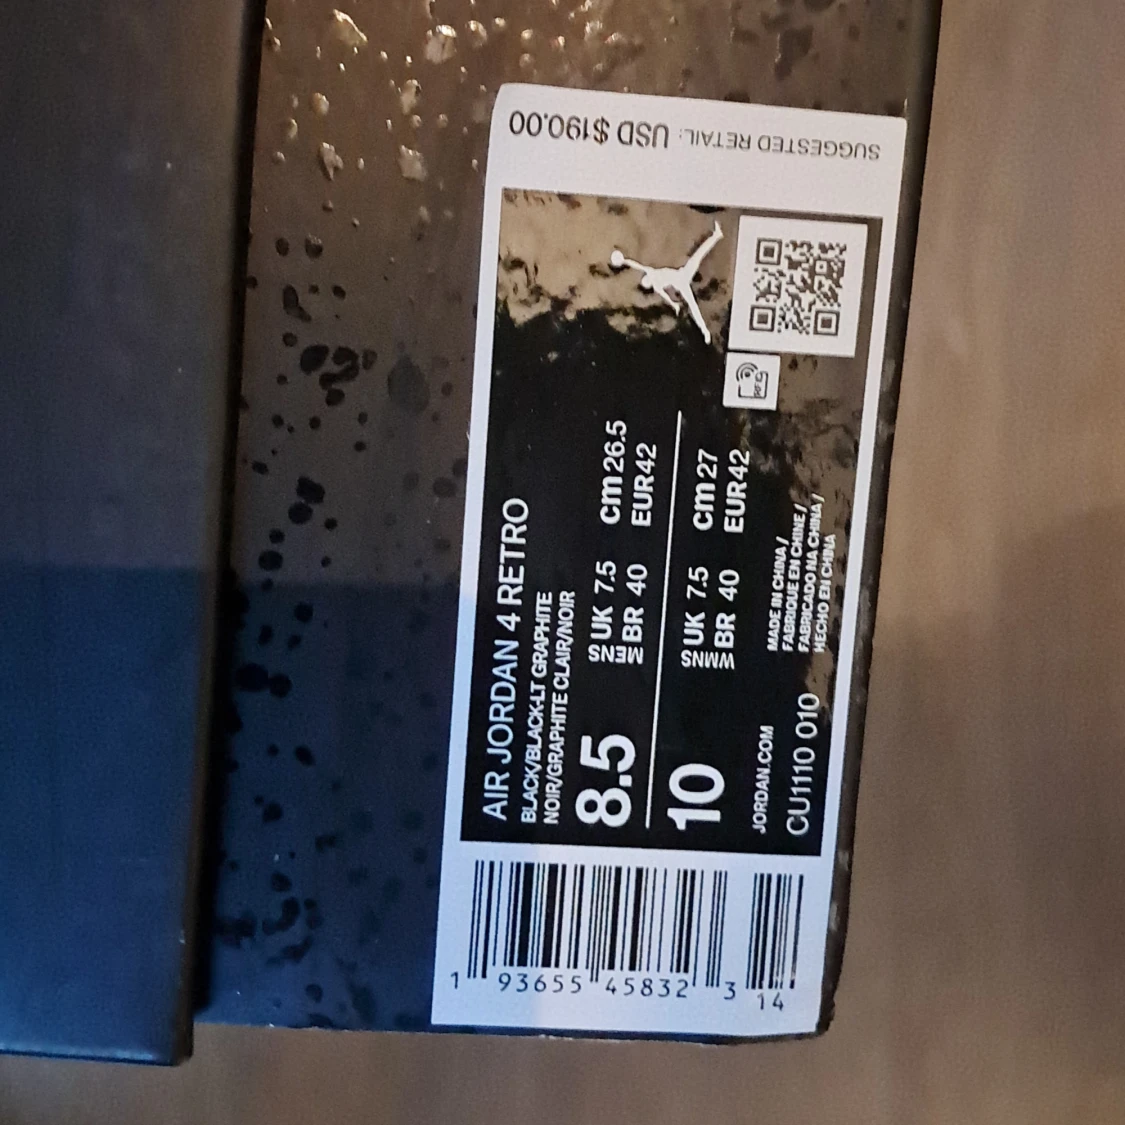 SUGGESTED RETAIL: USD $190.00
AIR JORDAN 4 RETRO
BLACK/BLACK-LT GRAPHITE
NOIR/GRAPHITE CLAIR/NOIR
8.5
MENS
UK 7.5 cm 26.5
BR 40 EUR 42
10
WMNS
UK 7.5 cm 27
BR 40 EUR 42
RFID
JORDAN.COM
CU1110 010
MADE IN CHINA /
FABRIQUE EN CHINE /
FABRICADO NA CHINA /
HECHO EN CHINA
1 93655 45832 3 14